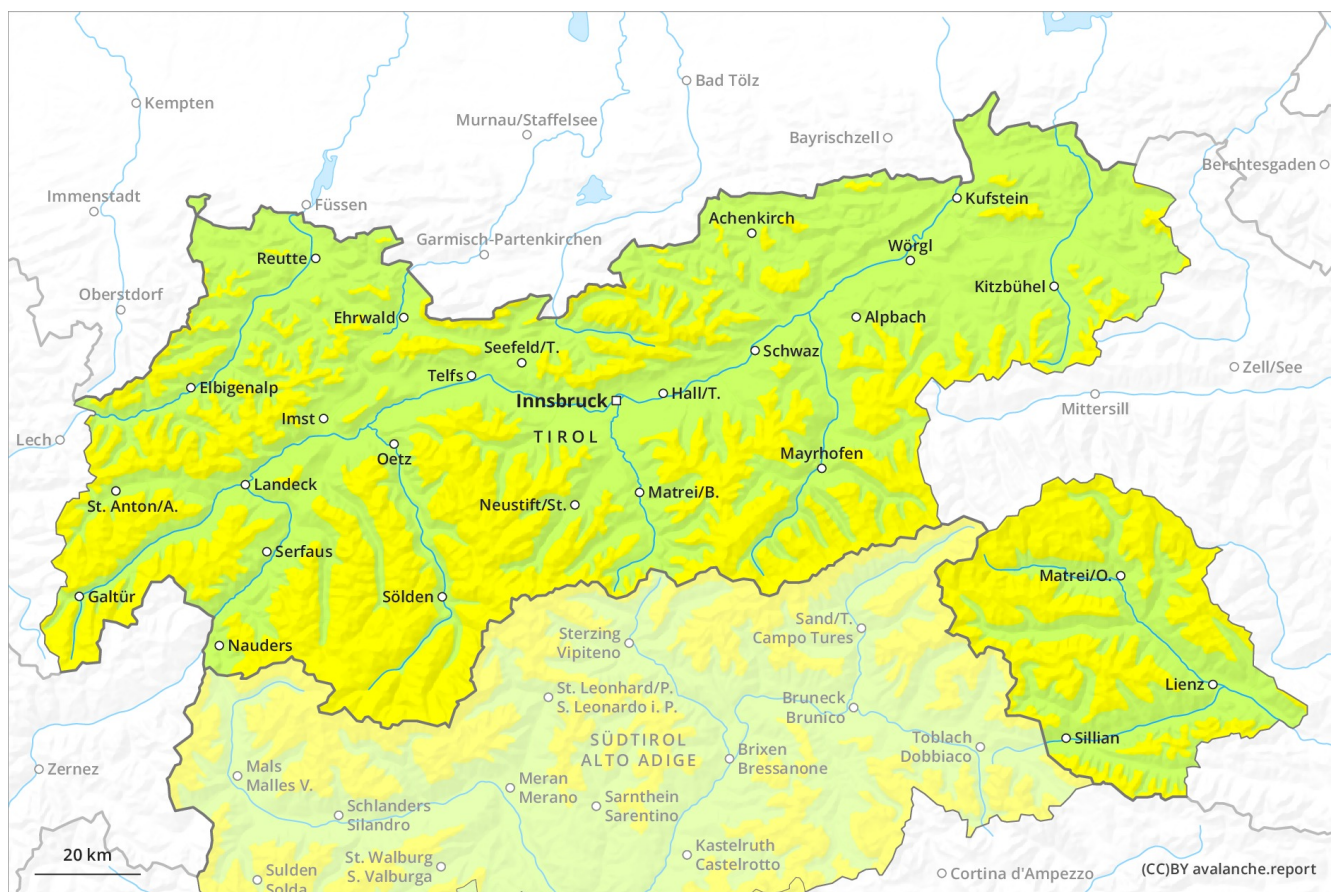 Bad Tölz
Kempten
Murnau/Staffelsee
Bayrischzell
Berchtesgaden
Immenstadt
Füssen
Kufstein
Achenkirch
Garmisch-Partenkirchen
Wörgl
Reutte
Kitzbühel
Oberstdorf
Ehrwald
Alpbach
Seefeld/T.
Schwaz
Zell/See
Telfs
Elbigenalp
Hall/T.
Innsbruck
Mittersill
Imst
Lech
TIROL
Oetz
Mayrhofen
Landeck
Matrei/B.
St. Anton/A.
Neustift/St.
Serfaus
Matrei/O.
Galtür
Sölden
Sand/T.
Campo Tures
Sterzing
Vipiteno
Nauders
Lienz
St. Leonhard/P.
S. Leonardo i. P.
Bruneck
Brunico
Sillian
SÜDTIROL
ALTO ADIGE
Toblach
Dobbiaco
Brixen
Bressanone
Zernez
Mals
Malles V.
Meran
Merano
Sarnthein
Sarentino
Schlanders
Silandro
Kastelruth
Castelrotto
20 km
St. Walburg
S. Valburga
Sulden
Solda
Cortina d'Ampezzo
(CC)BY avalanche.report